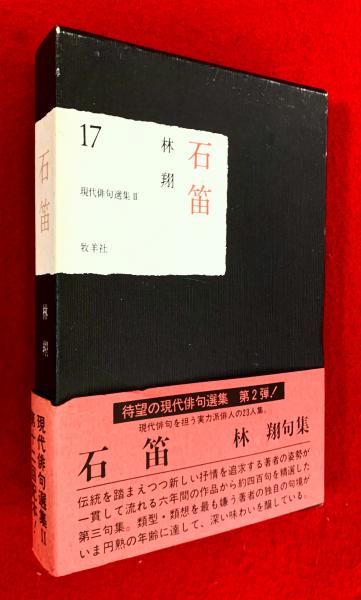 石笛
林翔
17
現代俳句選集Ⅱ
牧羊社
石笛
林翔
待望の現代俳句選集 第2弾!
現代俳句を担う実力派俳人の23人集。
石笛 林 翔句集
伝統を踏まえつつ新しい抒情を追求する著者の姿勢が
一貫して流れる六年間の作品から約四百句を精選した
第三句集。類型・類想を最も嫌う著者の独自の句境が
いま円熟の年齢に達して、深い味わいを醸している。
現代俳句選集Ⅱ